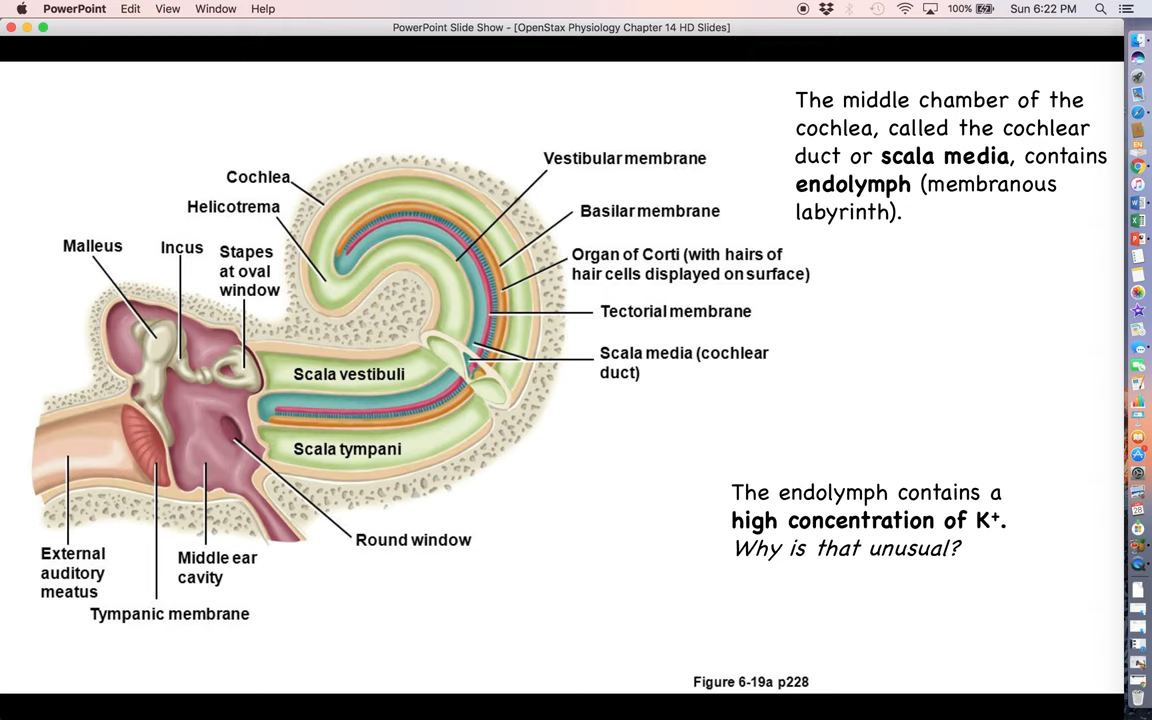 PowerPoint Edit View Window Help
100% Sun 6:22 PM
PowerPoint Slide Show - [OpenStax Physiology Chapter 14 HD Slides]
The middle chamber of the
cochlea, called the cochlear
duct or scala media, contains
endolymph (membranous
labyrinth).
Vestibular membrane
Cochlea
Helicotrema
Basilar membrane
Malleus
Incus
Stapes
at oval
window
Organ of Corti (with hairs of
hair cells displayed on surface)
Tectorial membrane
Scala media (cochlear
duct)
Scala vestibuli
Scala tympani
The endolymph contains a
high concentration of K⁺.
Why is that unusual?
Round window
External
auditory
meatus
Middle ear
cavity
Tympanic membrane
Figure 6-19a p228